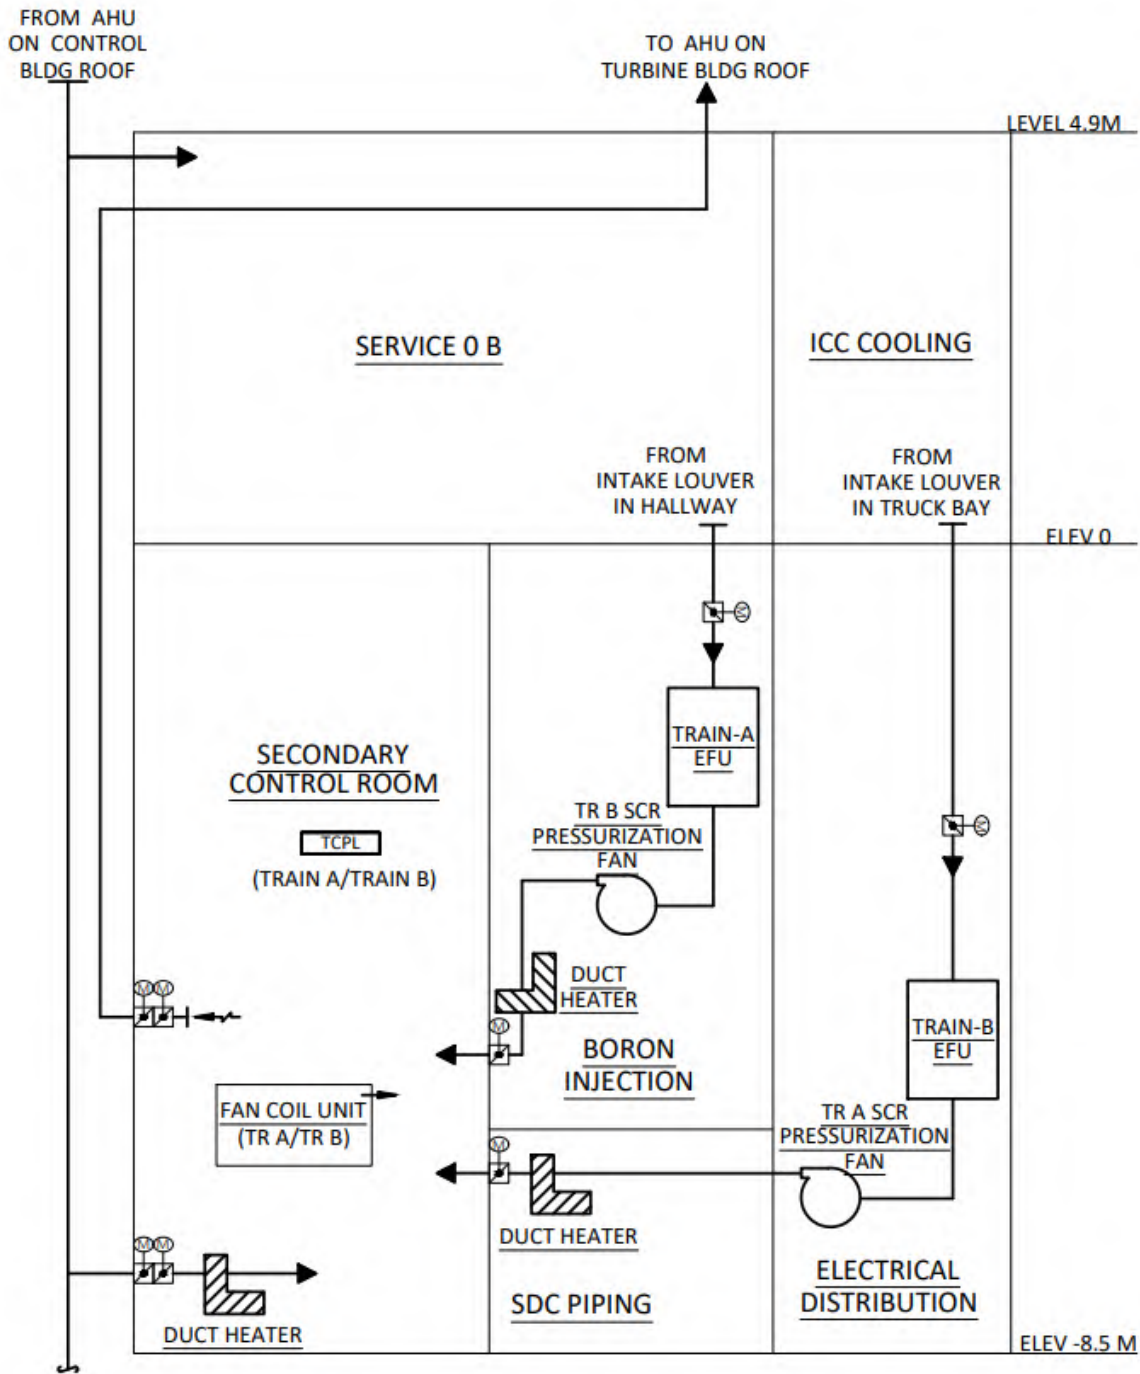 FROM AHU
ON CONTROL
BLDG ROOF
TO AHU ON
TURBINE BLDG ROOF
LEVEL 4.9M
SERVICE 0 B
ICC COOLING
FROM
INTAKE LOUVER
IN HALLWAY
FROM
INTAKE LOUVER
IN TRUCK BAY
ELEV 0
M
TRAIN-A
EFU
SECONDARY
CONTROL ROOM
TCPL
(TRAIN A/TRAIN B)
TR B SCR
PRESSURIZATION
FAN
M
DUCT
HEATER
M M
M
TRAIN-B
EFU
BORON
INJECTION
FAN COIL UNIT
(TR A/TR B)
TR A SCR
PRESSURIZATION
FAN
M
DUCT HEATER
M M
DUCT HEATER
SDC PIPING
ELECTRICAL
DISTRIBUTION
ELEV -8.5 M